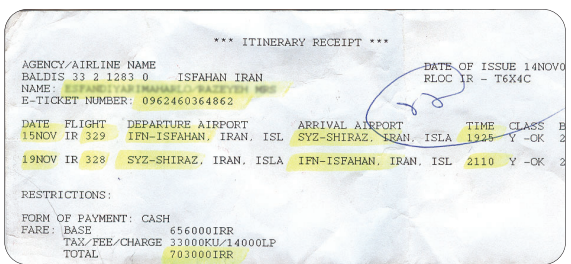 *** ITINERARY RECEIPT ***
AGENCY/AIRLINE NAME DATE OF ISSUE 14NOV0
BALDIS 33 2 1283 0 ISFAHAN IRAN RLOC IR - T6X4C
NAME: MRS
E-TICKET NUMBER: 0962460364862
DATE FLIGHT DEPARTURE AIRPORT ARRIVAL AIRPORT TIME CLASS B
15NOV IR 329 IFN-ISFAHAN, IRAN, ISL SYZ-SHIRAZ, IRAN, ISLA 1925 Y -OK 2
19NOV IR 328 SYZ-SHIRAZ, IRAN, ISLA IFN-ISFAHAN, IRAN, ISL 2110 Y -OK 2
RESTRICTIONS:
FORM OF PAYMENT: CASH
FARE: BASE 656000IRR
TAX/FEE/CHARGE 33000KU/14000LP
TOTAL 703000IRR